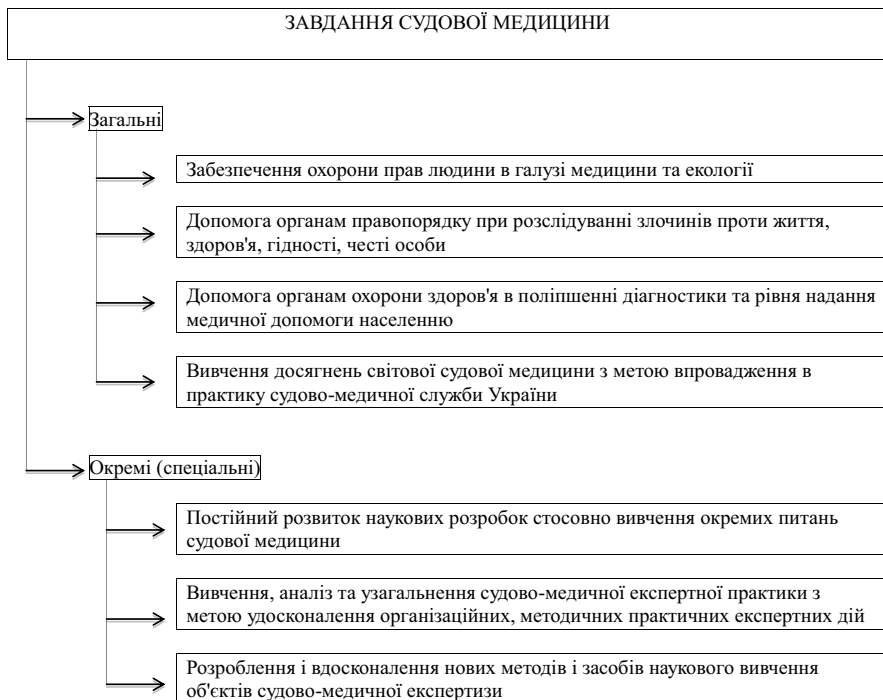 ЗАВДАННЯ СУДОВОЇ МЕДИЦИНИ
Загальні
Забезпечення охорони прав людини в галузі медицини та екології
Допомога органам правопорядку при розслідуванні злочинів проти життя,
здоров'я, гідності, честі особи
Допомога органам охорони здоров'я в поліпшенні діагностики та рівня надання
медичної допомоги населенню
Вивчення досягнень світової судової медицини з метою впровадження в
практику судово-медичної служби України
Окремі (спеціальні)
Постійний розвиток наукових розробок стосовно вивчення окремих питань
судової медицини
Вивчення, аналіз та узагальнення судово-медичної експертної практики з
метою удосконалення організаційних, методичних практичних експертних дій
Розроблення і вдосконалення нових методів і засобів наукового вивчення
об'єктів судово-медичної експертизи